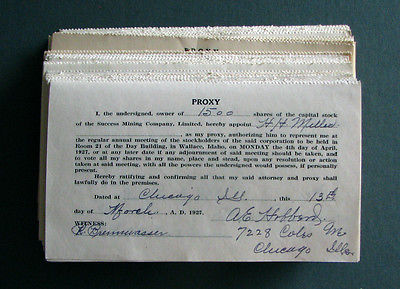 PROXY
PROXY
I, the undersigned, owner of 1500 shares of the capital stock
of the Success Mining Company, Limited, hereby appoint H H Miller
as my proxy, authorizing him to represent me at
the regular annual meeting of the stockholders of the said corporation to be held in
Room 21 of the Day Building, in Wallace, Idaho, on MONDAY the 4th day of April,
1927, or at any later date if an adjournment of said meeting should be taken, and
to vote all my shares in my name, place and stead, upon any resolution or action
taken at said meeting, with all the powers the undersigned would possess, if personally
present.
Hereby ratifying and confirming all that my said attorney and proxy shall
lawfully do in the premises.
Dated at Chicago Ill. this 13th
day of March, A. D. 1927.
A E Hobbard
WITNESS:
7228 Coles
Chicago Ills.